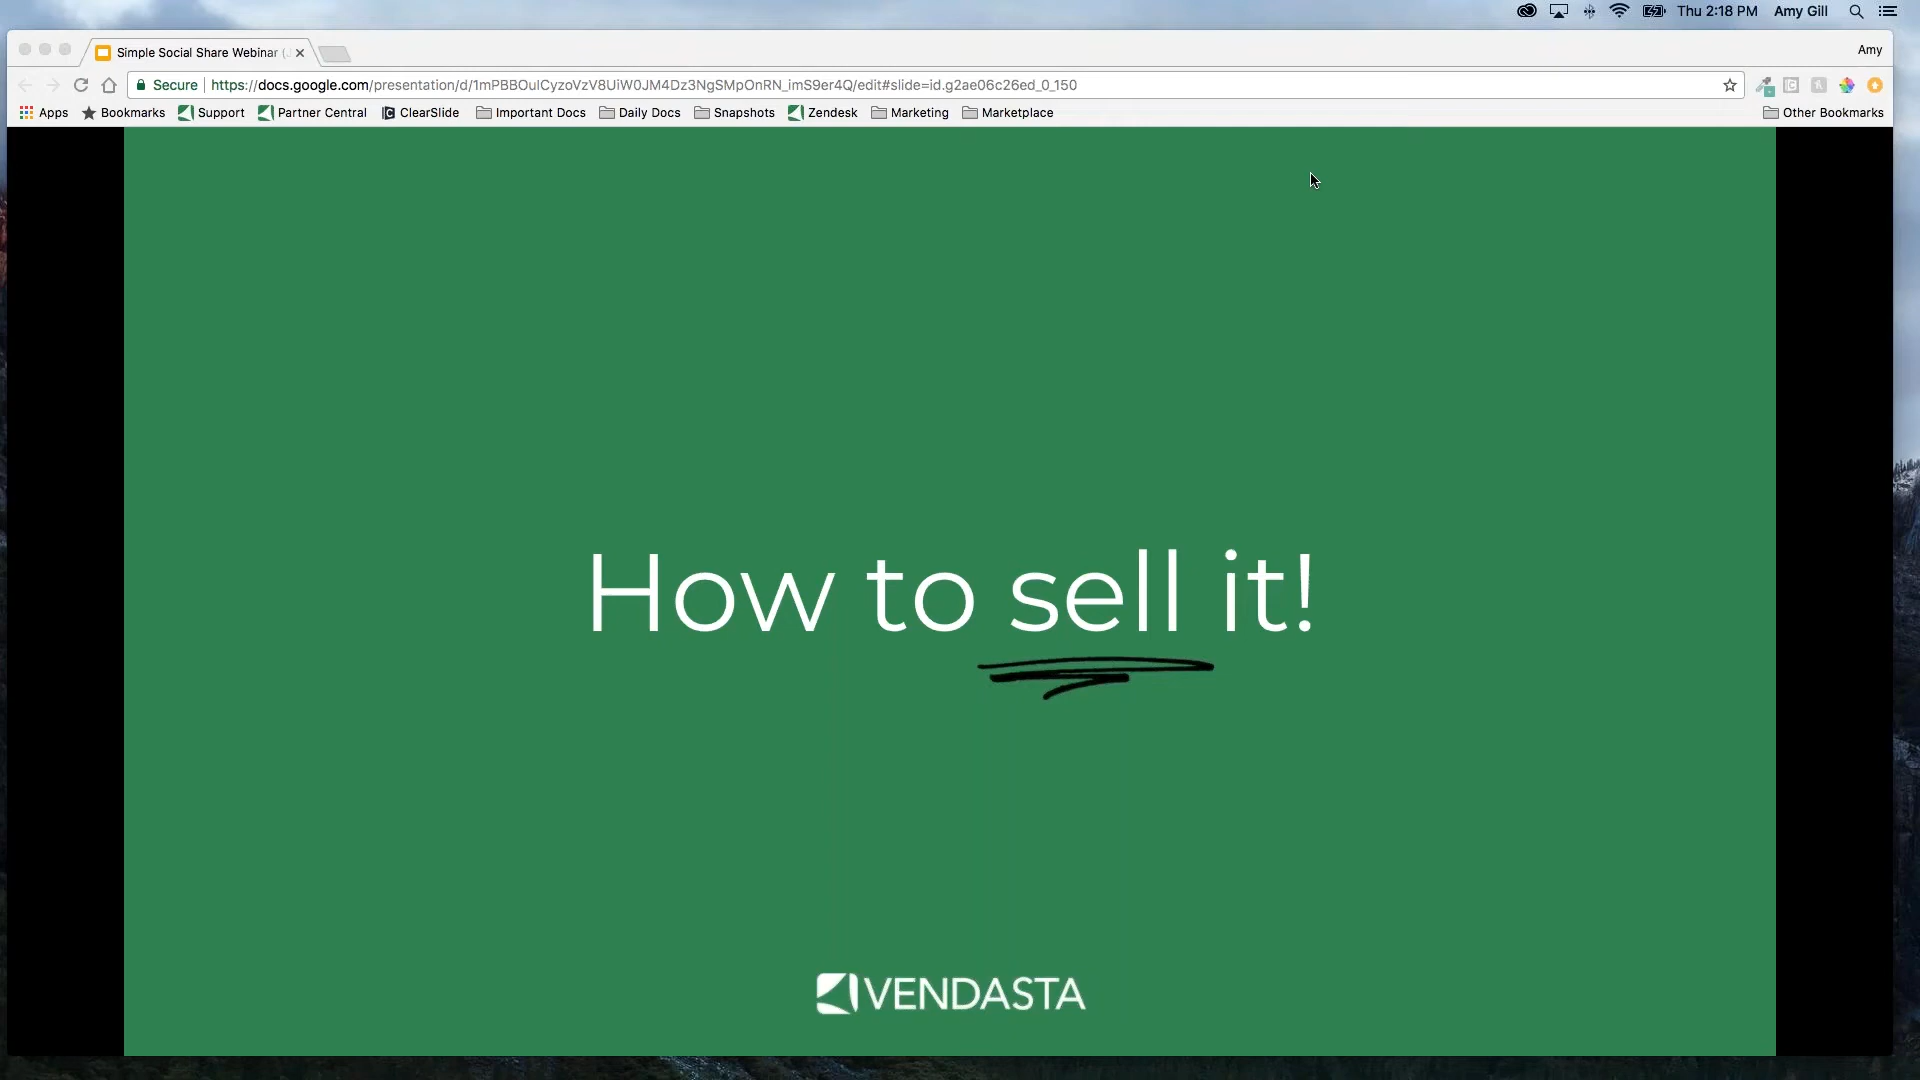 Thu 2:18 PM Amy Gill
Simple Social Share Webinar (
Amy
Secure https://docs.google.com/presentation/d/1mPBBOulCyzoVzV8UiW0JM4Dz3NgSMpOnRN_imS9er4Q/edit#slide=id.g2ae06c26ed_0_150
Apps Bookmarks Support Partner Central ClearSlide Important Docs Daily Docs Snapshots Zendesk Marketing Marketplace Other Bookmarks
How to sell it!
VENDASTA